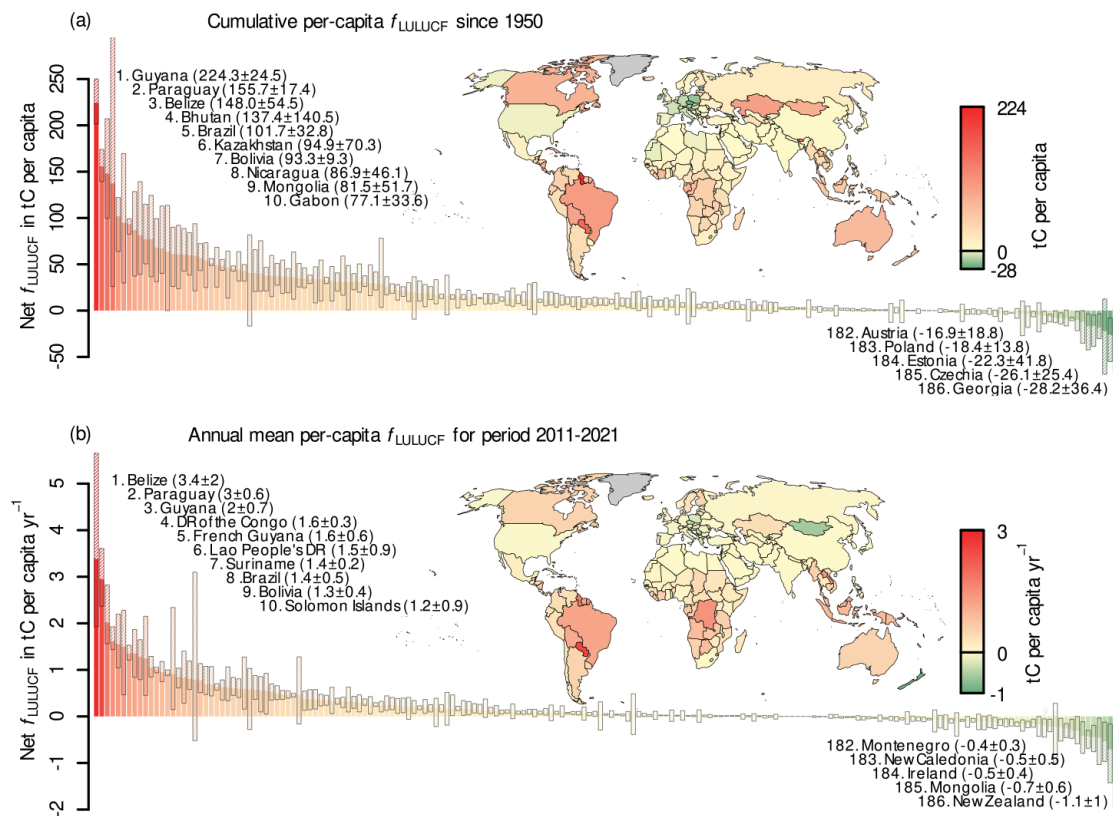 (a) Cumulative per-capita fLULUCF since 1950
Net fLULUCF in tC per capita
250
200
150
100
50
0
-50
1. Guyana (224.3±24.5)
2. Paraguay (155.7±17.4)
3. Belize (148.0±54.5)
4. Bhutan (137.4±140.5)
5. Brazil (101.7±32.8)
6. Kazakhstan (94.9±70.3)
7. Bolivia (93.3±9.3)
8. Nicaragua (86.9±46.1)
9. Mongolia (81.5±51.7)
10. Gabon (77.1±33.6)
224
0
-28
tC per capita
182. Austria (-16.9±18.8)
183. Poland (-18.4±13.8)
184. Estonia (-22.3±41.8)
185. Czechia (-26.1±25.4)
186. Georgia (-28.2±36.4)
(b) Annual mean per-capita fLULUCF for period 2011-2021
Net fLULUCF in tC per capita yr⁻¹
5
4
3
2
1
0
-1
-2
1. Belize (3.4±2)
2. Paraguay (3±0.6)
3. Guyana (2±0.7)
4. DR of the Congo (1.6±0.3)
5. French Guyana (1.6±0.6)
6. Lao People's DR (1.5±0.9)
7. Suriname (1.4±0.2)
8. Brazil (1.4±0.5)
9. Bolivia (1.3±0.4)
10. Solomon Islands (1.2±0.9)
3
0
-1
tC per capita yr⁻¹
182. Montenegro (-0.4±0.3)
183. New Caledonia (-0.5±0.5)
184. Ireland (-0.5±0.4)
185. Mongolia (-0.7±0.6)
186. New Zealand (-1.1±1)